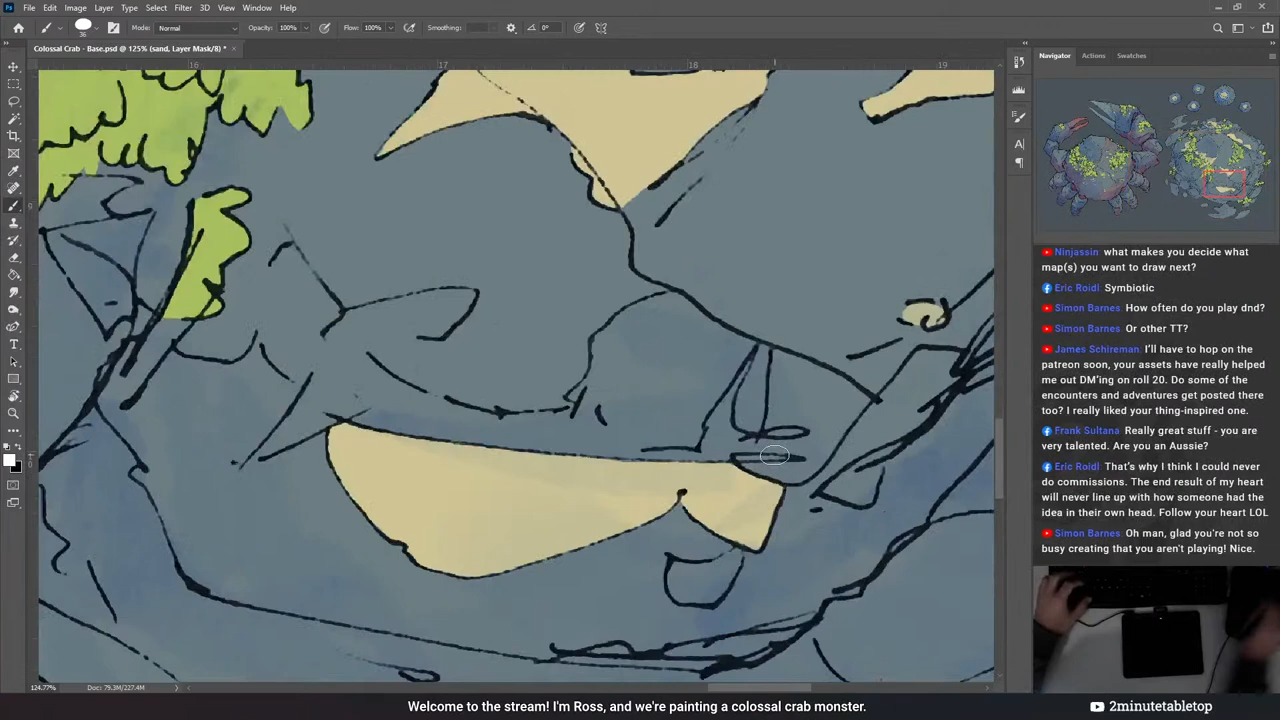 File Edit Image Layer Type Select Filter 3D View Window Help
36 Mode: Normal Opacity: 100% Flow: 100% Smoothing: 0°
Colossal Crab - Base.psd @ 125% (sand, Layer Mask/8) *
Navigator Actions Swatches
16 17 18 19
Ninjassin what makes you decide what
map(s) you want to draw next?
Eric Roidl Symbiotic
Simon Barnes How often do you play dnd?
Simon Barnes Or other TT?
James Schireman I'll have to hop on the
patreon soon, your assets have really helped
me out DM'ing on roll 20. Do some of the
encounters and adventures get posted there
too? I really liked your thing-inspired one.
Frank Sultana Really great stuff - you are
very talented. Are you an Aussie?
Eric Roidl That's why I think I could never
do commissions. The end result of my heart
will never line up with how someone had the
idea in their own head. Follow your heart LOL
Simon Barnes Oh man, glad you're not so
busy creating that you aren't playing! Nice.
124.77% Doc: 79.3M/227.4M
Welcome to the stream! I'm Ross, and we're painting a colossal crab monster.
2minutetabletop